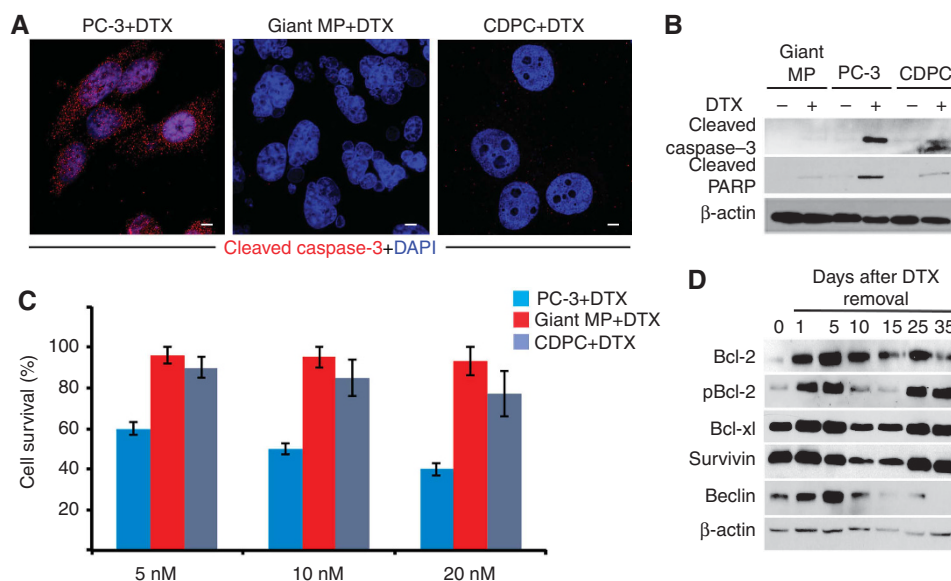 A
PC-3+DTX Giant MP+DTX CDPC+DTX
Cleaved caspase-3+DAPI
B
Giant MP PC-3 CDPC
DTX − + − + − +
Cleaved caspase–3
Cleaved PARP
β-actin
C
PC-3+DTX
Giant MP+DTX
CDPC+DTX
Cell survival (%)
100
80
60
40
20
5 nM 10 nM 20 nM
D
Days after DTX
removal
0 1 5 10 15 25 35
Bcl-2
pBcl-2
Bcl-xl
Survivin
Beclin
β-actin